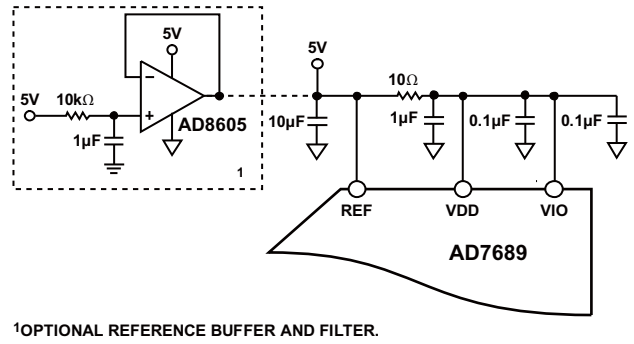 5V
5V
5V
10kΩ
10Ω
−
+
AD8605
1µF
10µF
1µF
0.1µF
0.1µF
1
REF
VDD
VIO
AD7689
1OPTIONAL REFERENCE BUFFER AND FILTER.